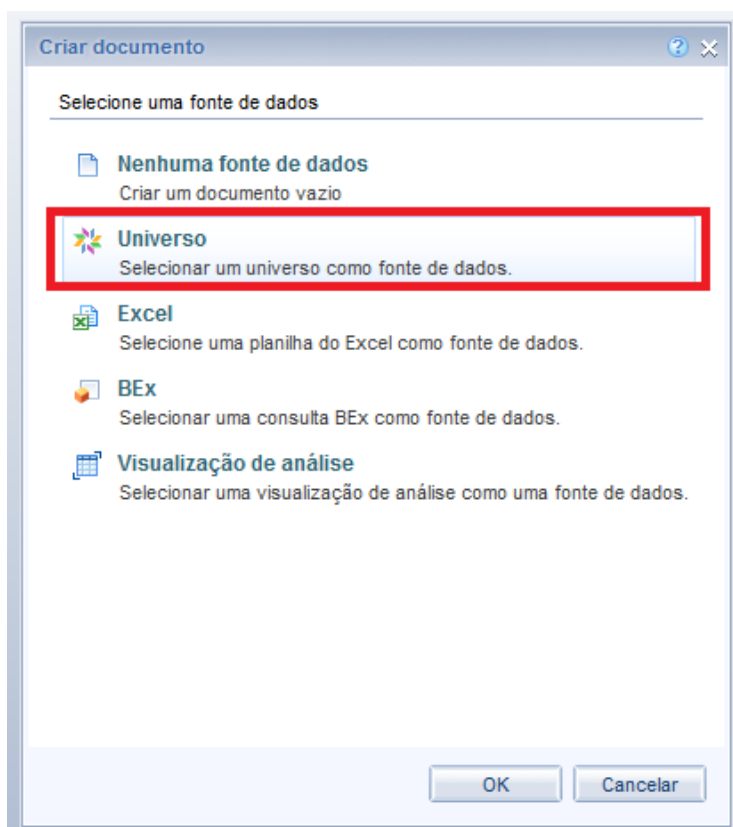 Criar documento
Selecione uma fonte de dados
Nenhuma fonte de dados
Criar um documento vazio
Universo
Selecionar um universo como fonte de dados.
Excel
Selecione uma planilha do Excel como fonte de dados.
BEx
Selecionar uma consulta BEx como fonte de dados.
Visualização de análise
Selecionar uma visualização de análise como uma fonte de dados.
OK Cancelar